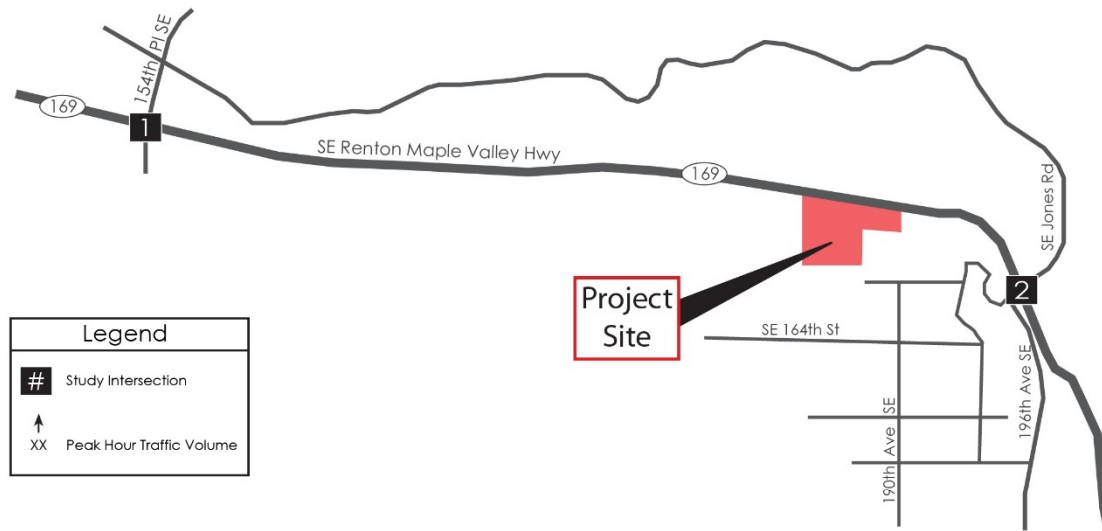 154th Pl SE
169
1
SE Renton Maple Valley Hwy
169
SE Jones Rd
Project
Site
2
SE 164th St
190th Ave SE
196th Ave SE
Legend
# Study Intersection
XX Peak Hour Traffic Volume